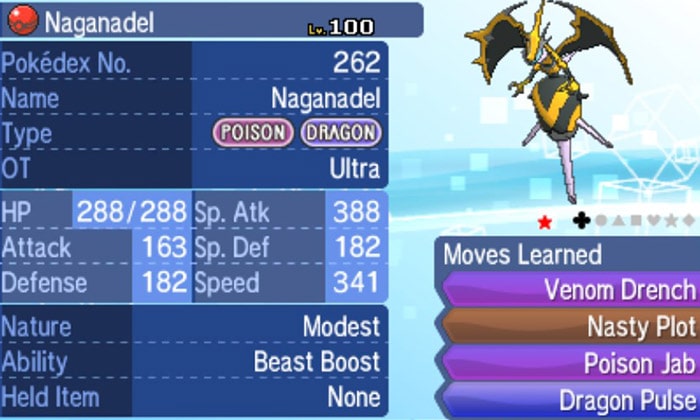 Naganadel Lv.100
Pokédex No. 262
Name Naganadel
Type POISON DRAGON
OT Ultra
HP 288/288 Sp. Atk 388
Attack 163 Sp. Def 182
Defense 182 Speed 341
Nature Modest
Ability Beast Boost
Held Item None
Moves Learned
Venom Drench
Nasty Plot
Poison Jab
Dragon Pulse